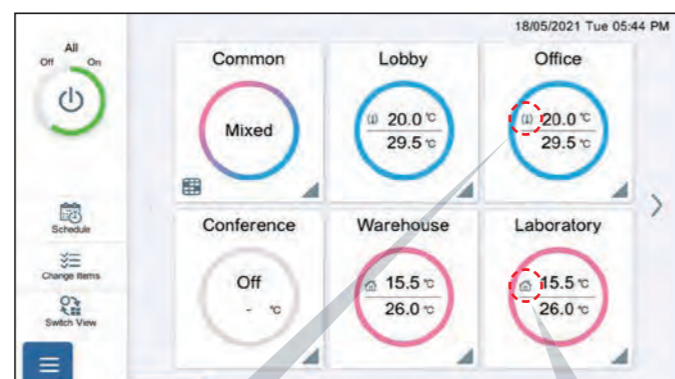 18/05/2021 Tue 05:44 PM
All
Off On
Common
Lobby
Office
Mixed
20.0 ℃
29.5 ℃
20.0 ℃
29.5 ℃
Schedule
Change Items
Switch View
Conference
Warehouse
Laboratory
Off
- ℃
15.5 ℃
26.0 ℃
15.5 ℃
26.0 ℃